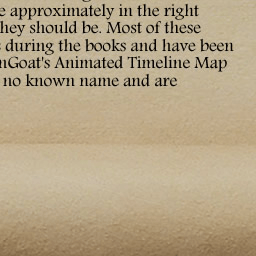 e approximately in the right
hey should be. Most of these
during the books and have been
nGoat's Animated Timeline Map
no known name and are